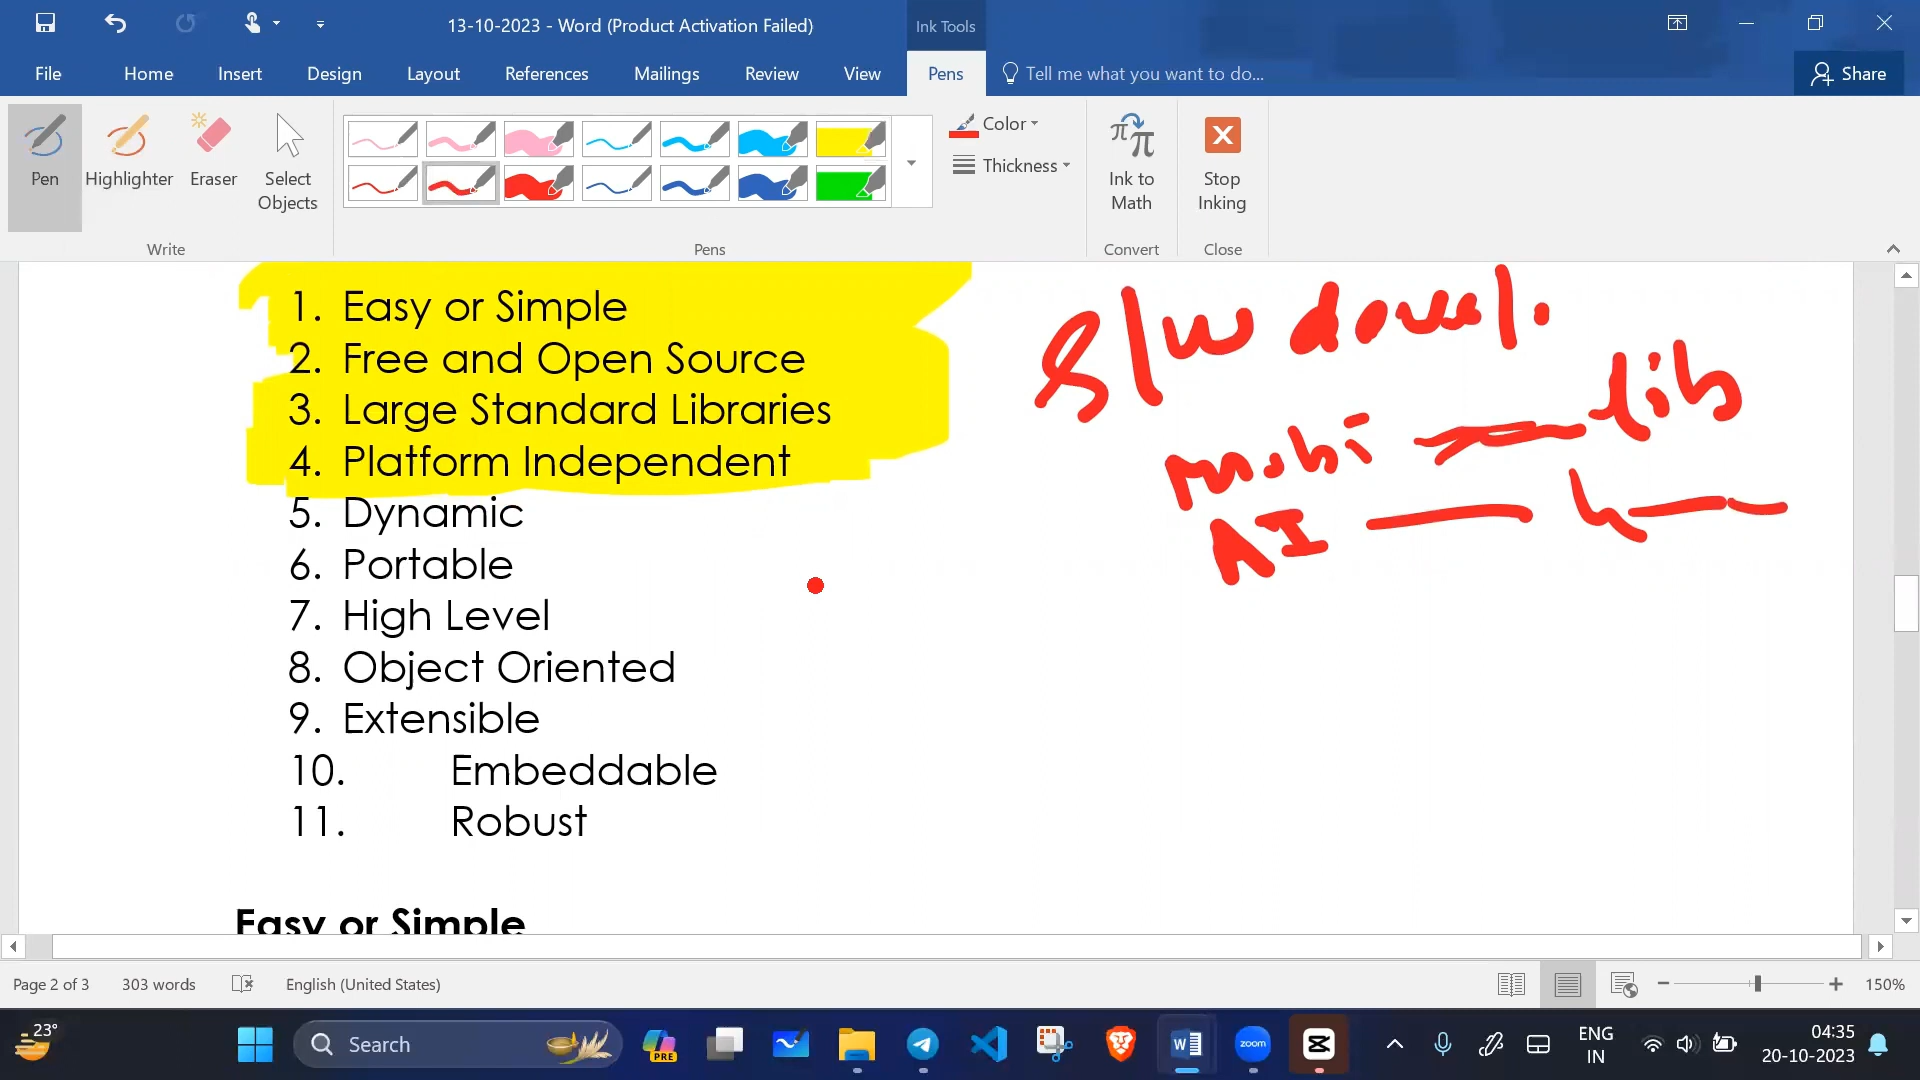 13-10-2023 - Word (Product Activation Failed)
Ink Tools
File Home Insert Design Layout References Mailings Review View Pens Tell me what you want to do... Share
Pen Highlighter Eraser Select Objects
Color
Thickness
Ink to Math
Stop Inking
Write Pens Convert Close
1. Easy or Simple
2. Free and Open Source
3. Large Standard Libraries
4. Platform Independent
5. Dynamic
6. Portable
7. High Level
8. Object Oriented
9. Extensible
10. Embeddable
11. Robust
Easy or Simple
S/W
lib
AI
Page 2 of 3 303 words English (United States) 150%
23°
Search
PRE
zoom
ENG
IN
04:35
20-10-2023